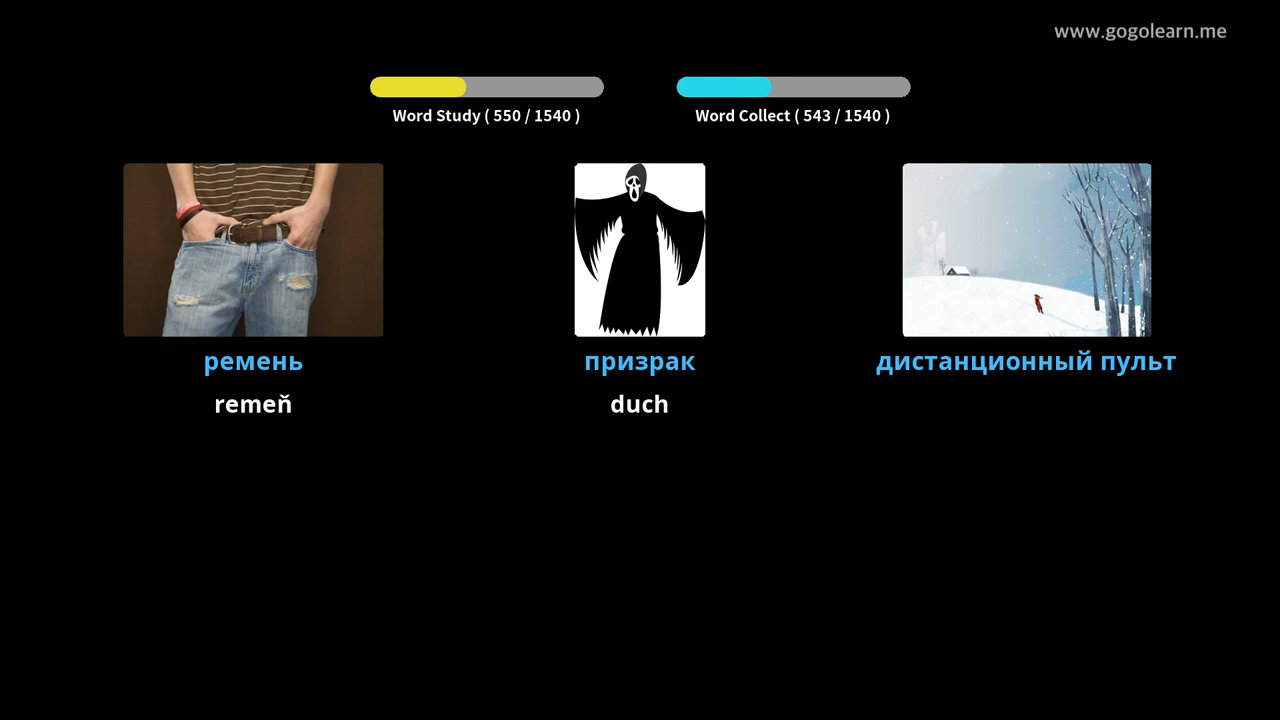 www.gogolearn.me
Word Study ( 550 / 1540 )
Word Collect ( 543 / 1540 )
ремень
призрак
дистанционный пульт
remeň
duch